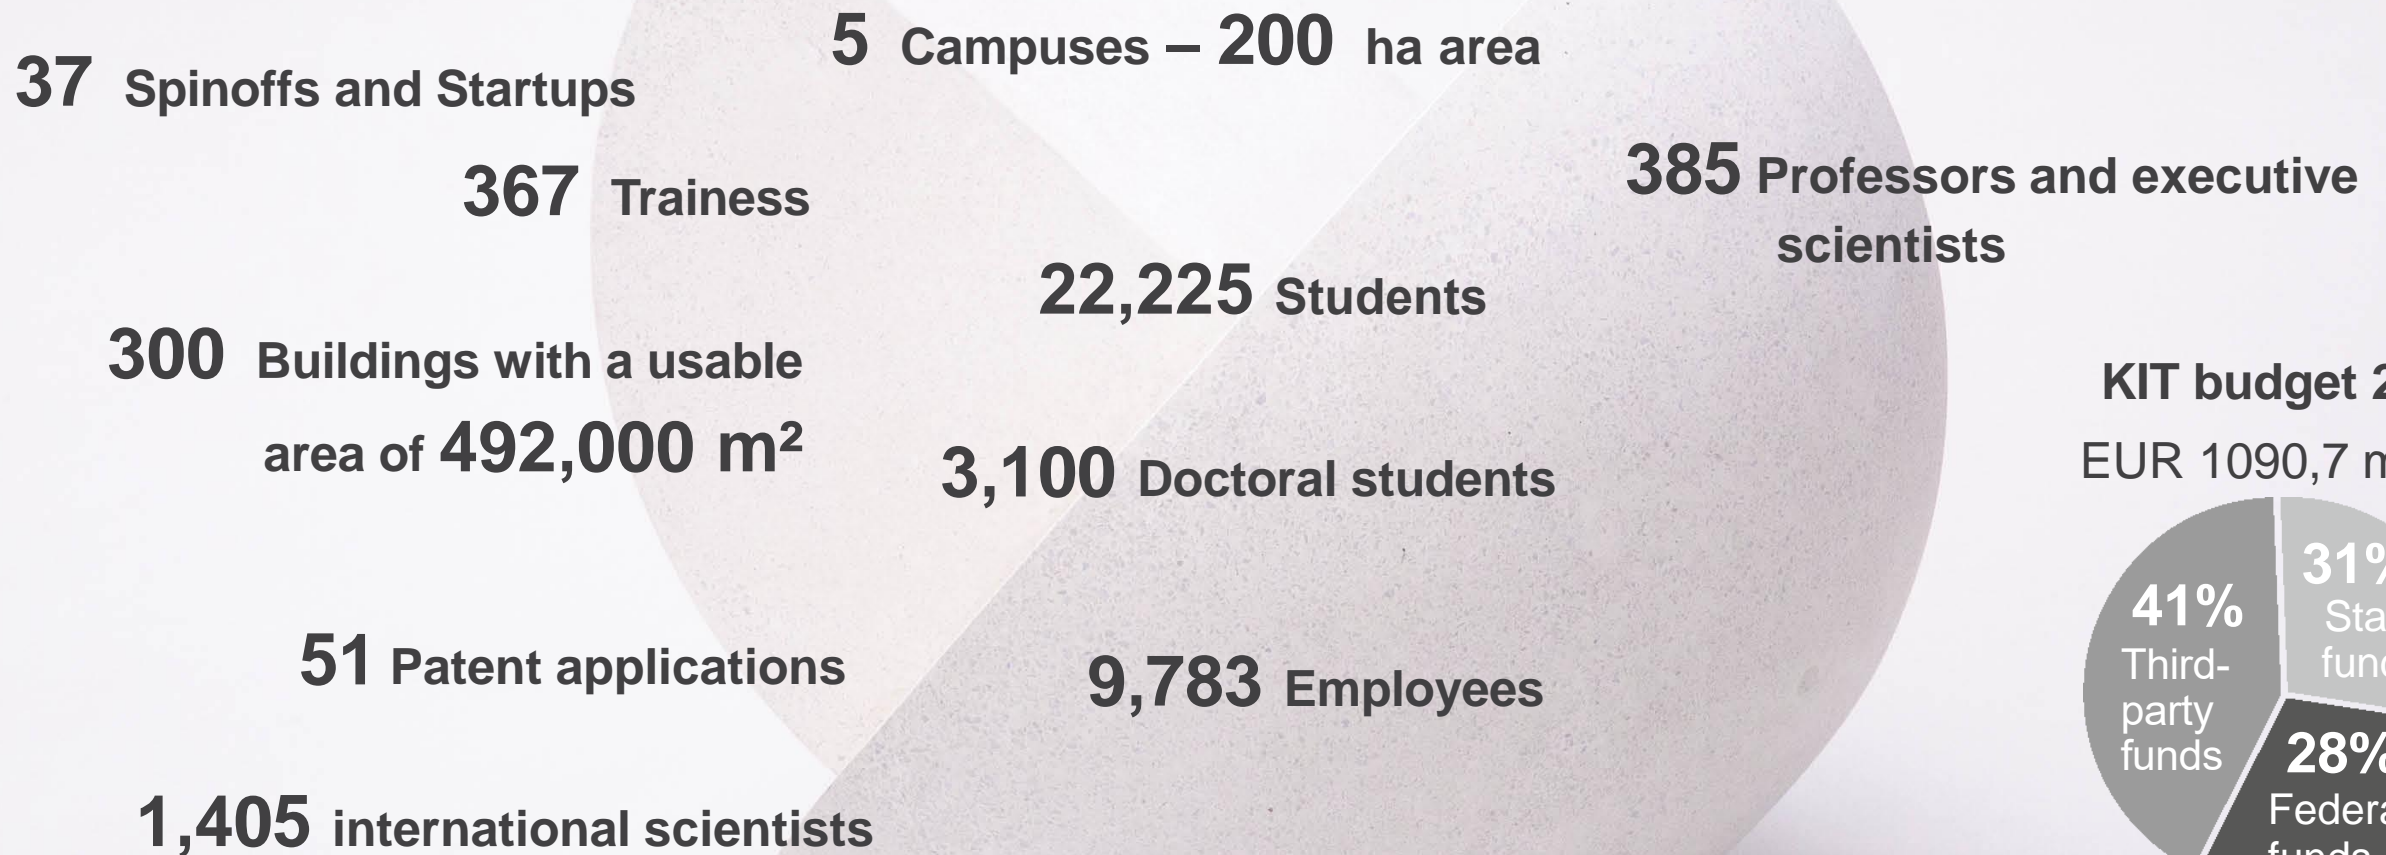 5 Campuses – 200 ha area
37 Spinoffs and Startups
385 Professors and executive
scientists
367 Trainess
22,225 Students
300 Buildings with a usable
area of 492,000 m²
KIT budget
EUR 1090,7
3,100 Doctoral students
41%
Third-
party
funds
31%
28%
51 Patent applications
9,783 Employees
1,405 international scientists